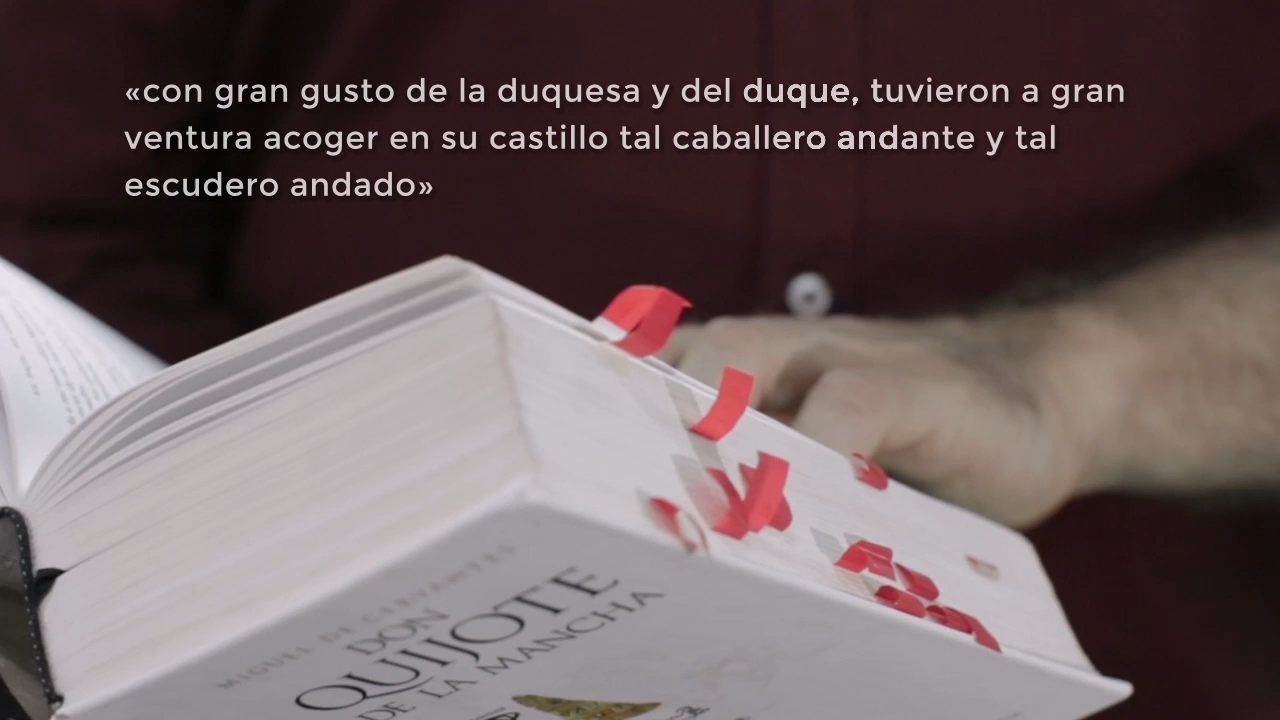 «con gran gusto de la duquesa y del duque, tuvieron a gran
ventura acoger en su castillo tal caballero andante y tal
escudero andado»
MIGUEL DE CERVANTES
DON
QUIJOTE
DE LA MANCHA